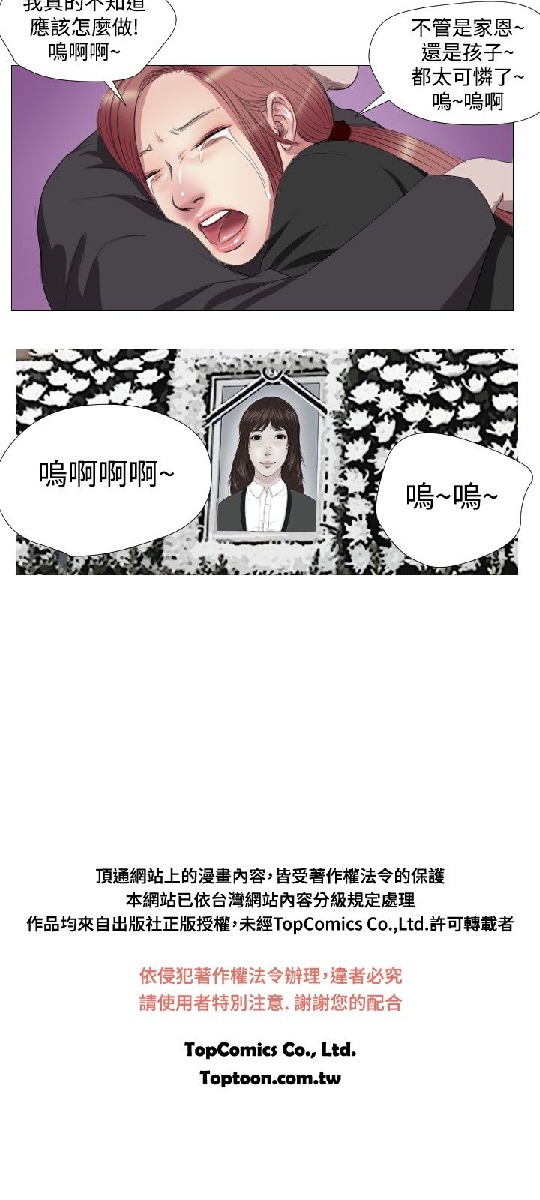 我真的不知道
應該怎麼做!
嗚啊啊~
不管是家恩~
還是孩子~
都太可憐了~
嗚~嗚啊
嗚啊啊啊~
嗚~嗚~
頂通網站上的漫畫內容,皆受著作權法令的保護
本網站已依台灣網站內容分級規定處理
作品均來自出版社正版授權,未經TopComics Co.,Ltd.許可轉載者
依侵犯著作權法令辦理,違者必究
請使用者特別注意. 謝謝您的配合
TopComics Co., Ltd.
Toptoon.com.tw